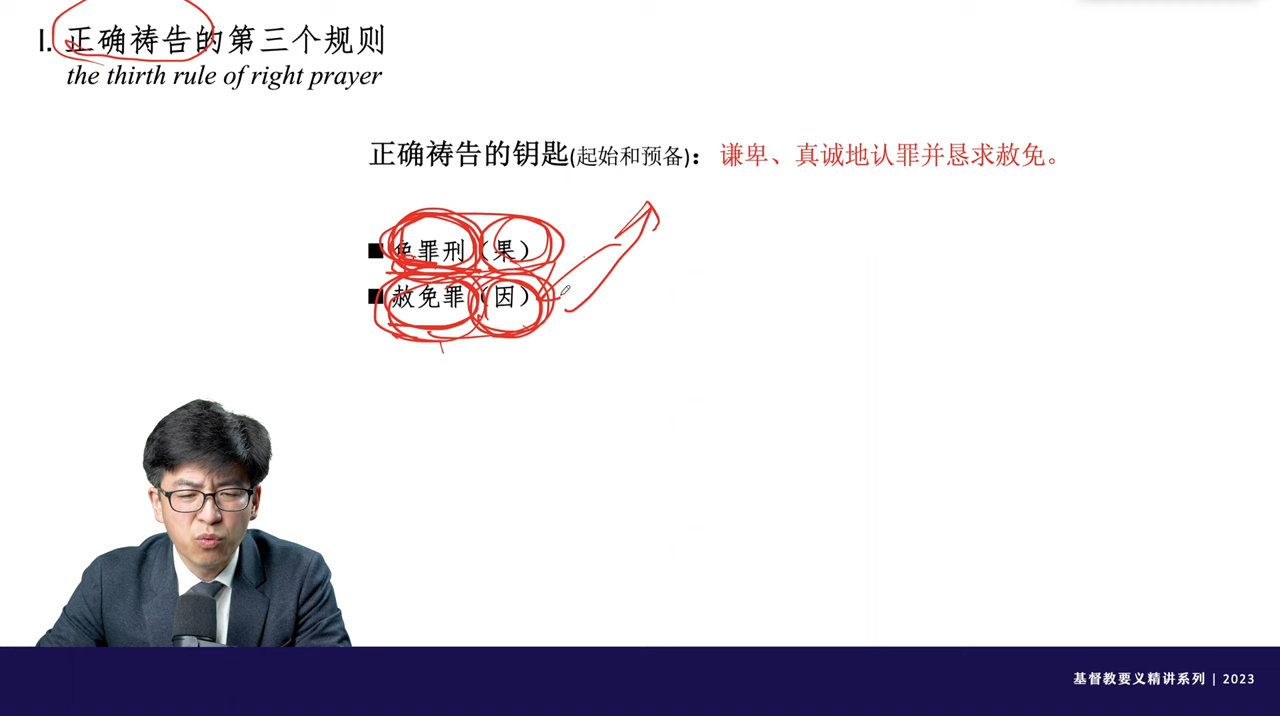 I. 正确祷告的第三个规则
the thirth rule of right prayer
正确祷告的钥匙(起始和预备)：谦卑、真诚地认罪并恳求赦免。
■ 免罪刑（果）
■ 赦免罪（因）
基督教要义精讲系列 | 2023